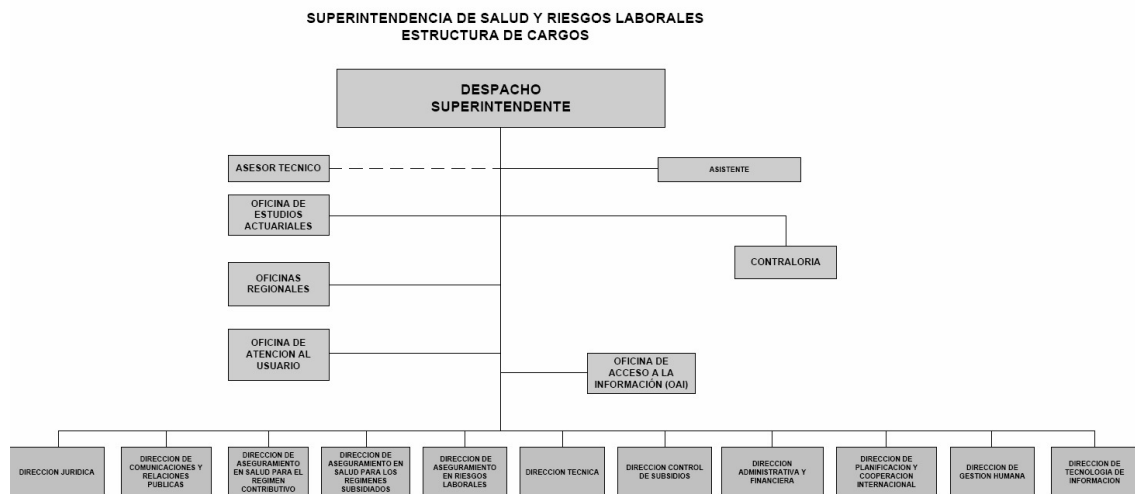 SUPERINTENDENCIA DE SALUD Y RIESGOS LABORALES
ESTRUCTURA DE CARGOS
DESPACHO
SUPERINTENDENTE
ASESOR TECNICO
ASISTENTE
OFICINA DE
ESTUDIOS
ACTUARIALES
CONTRALORIA
OFICINAS
REGIONALES
OFICINA DE
ATENCION AL
USUARIO
OFICINA DE
ACCESO A LA
INFORMACIÓN (OAI)
DIRECCION JURIDICA
DIRECCION DE
COMUNICACIONES Y
RELACIONES
PUBLICAS
DIRECCION DE
ASEGURAMIENTO
EN SALUD PARA EL
REGIMEN
CONTRIBUTIVO
DIRECCION DE
ASEGURAMIENTO EN
SALUD PARA LOS
REGIMENES
SUBSIDIADOS
DIRECCION DE
ASEGURAMIENTO
EN RIESGOS
LABORALES
DIRECCION TECNICA
DIRECCION CONTROL
DE SUBSIDIOS
DIRECCION
ADMINISTRATIVA Y
FINANCIERA
DIRECCION DE
PLANIFICACION Y
COOPERACION
INTERNACIONAL
DIRECCION DE
GESTION HUMANA
DIRECCION DE
TECNOLOGIA DE
INFORMACION